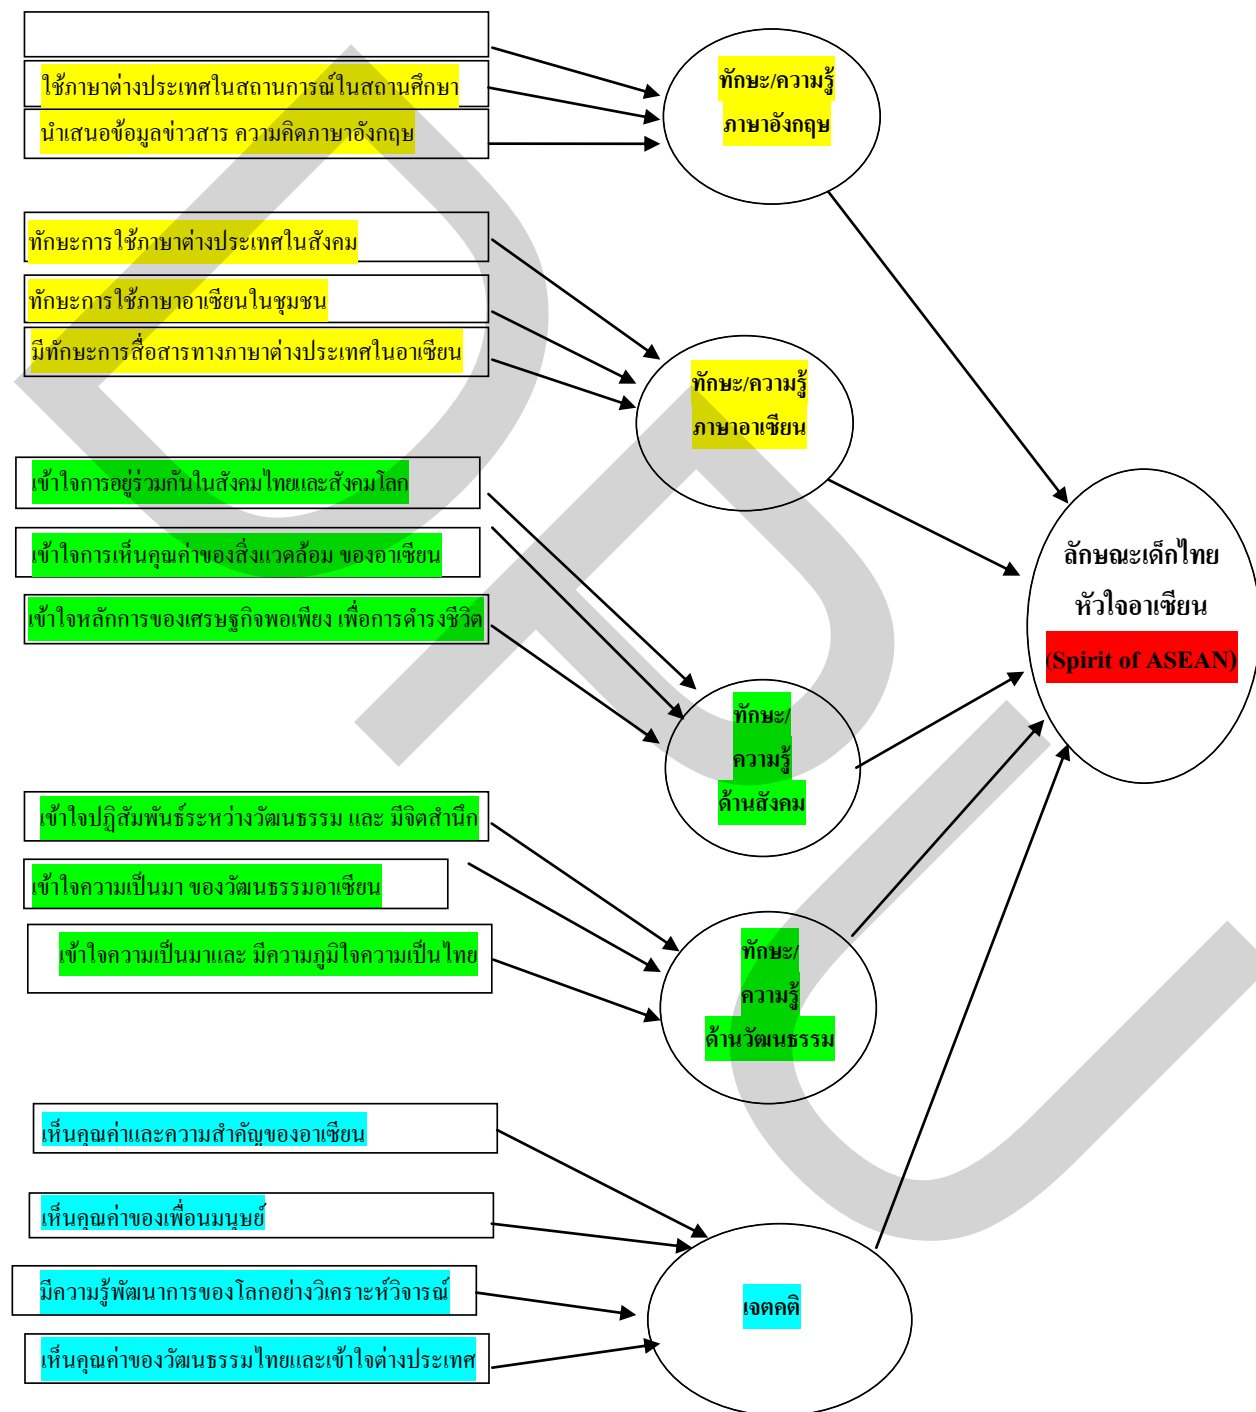 ใช้ภาษาต่างประเทศในสถานการณ์ในสถานศึกษา
นำเสนอข้อมูลข่าวสาร ความคิดภาษาอังกฤษ
ทักษะ/ความรู้
ภาษาอังกฤษ
ทักษะการใช้ภาษาต่างประเทศในสังคม
ทักษะการใช้ภาษาอาเซียนในชุมชน
มีทักษะการสื่อสารทางภาษาต่างประเทศในอาเซียน
ทักษะ/ความรู้
ภาษาอาเซียน
เข้าใจการอยู่ร่วมกันในสังคมไทยและสังคมโลก
เข้าใจการเห็นคุณค่าของสิ่งแวดล้อม ของอาเซียน
เข้าใจหลักการของเศรษฐกิจพอเพียง เพื่อการดำรงชีวิต
ทักษะ/
ความรู้
ด้านสังคม
ลักษณะเด็กไทย
หัวใจอาเซียน
(Spirit of ASEAN)
เข้าใจปฏิสัมพันธ์ระหว่างวัฒนธรรม และ มีจิตสำนึก
เข้าใจความเป็นมา ของวัฒนธรรมอาเซียน
เข้าใจความเป็นมาและ มีความภูมิใจความเป็นไทย
ทักษะ/
ความรู้
ด้านวัฒนธรรม
เห็นคุณค่าและความสำคัญของอาเซียน
เห็นคุณค่าของเพื่อนมนุษย์
มีความรู้พัฒนาการของโลกอย่างวิเคราะห์วิจารณ์
เห็นคุณค่าของวัฒนธรรมไทยและเข้าใจต่างประเทศ
เจตคติ
DPU